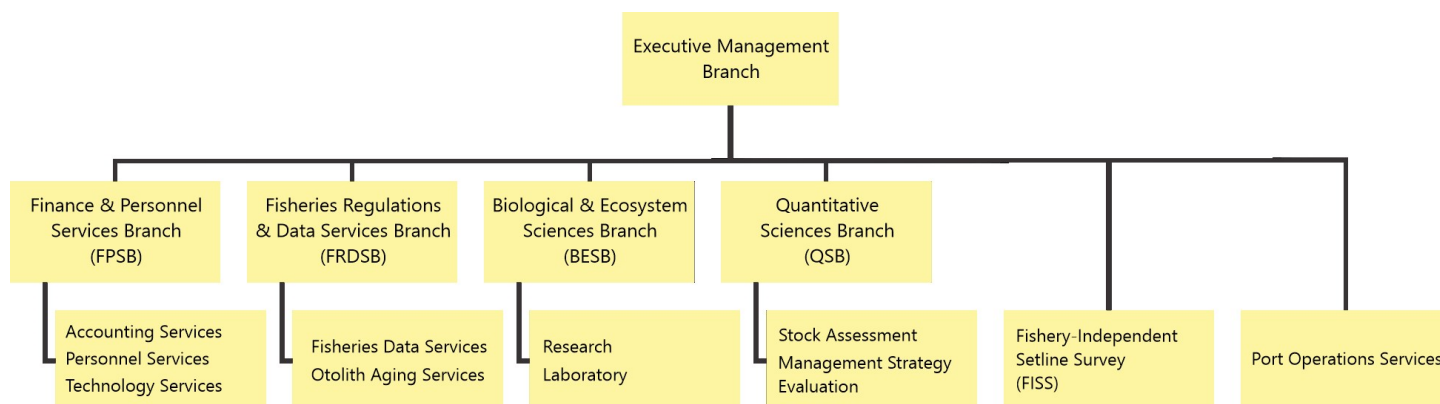 Executive Management
Branch
Finance & Personnel
Services Branch
(FPSB)
Fisheries Regulations
& Data Services Branch
(FRDSB)
Biological & Ecosystem
Sciences Branch
(BESB)
Quantitative
Sciences Branch
(QSB)
Accounting Services
Personnel Services
Technology Services
Fisheries Data Services
Otolith Aging Services
Research
Laboratory
Stock Assessment
Management Strategy
Evaluation
Fishery-Independent
Setline Survey
(FISS)
Port Operations Services